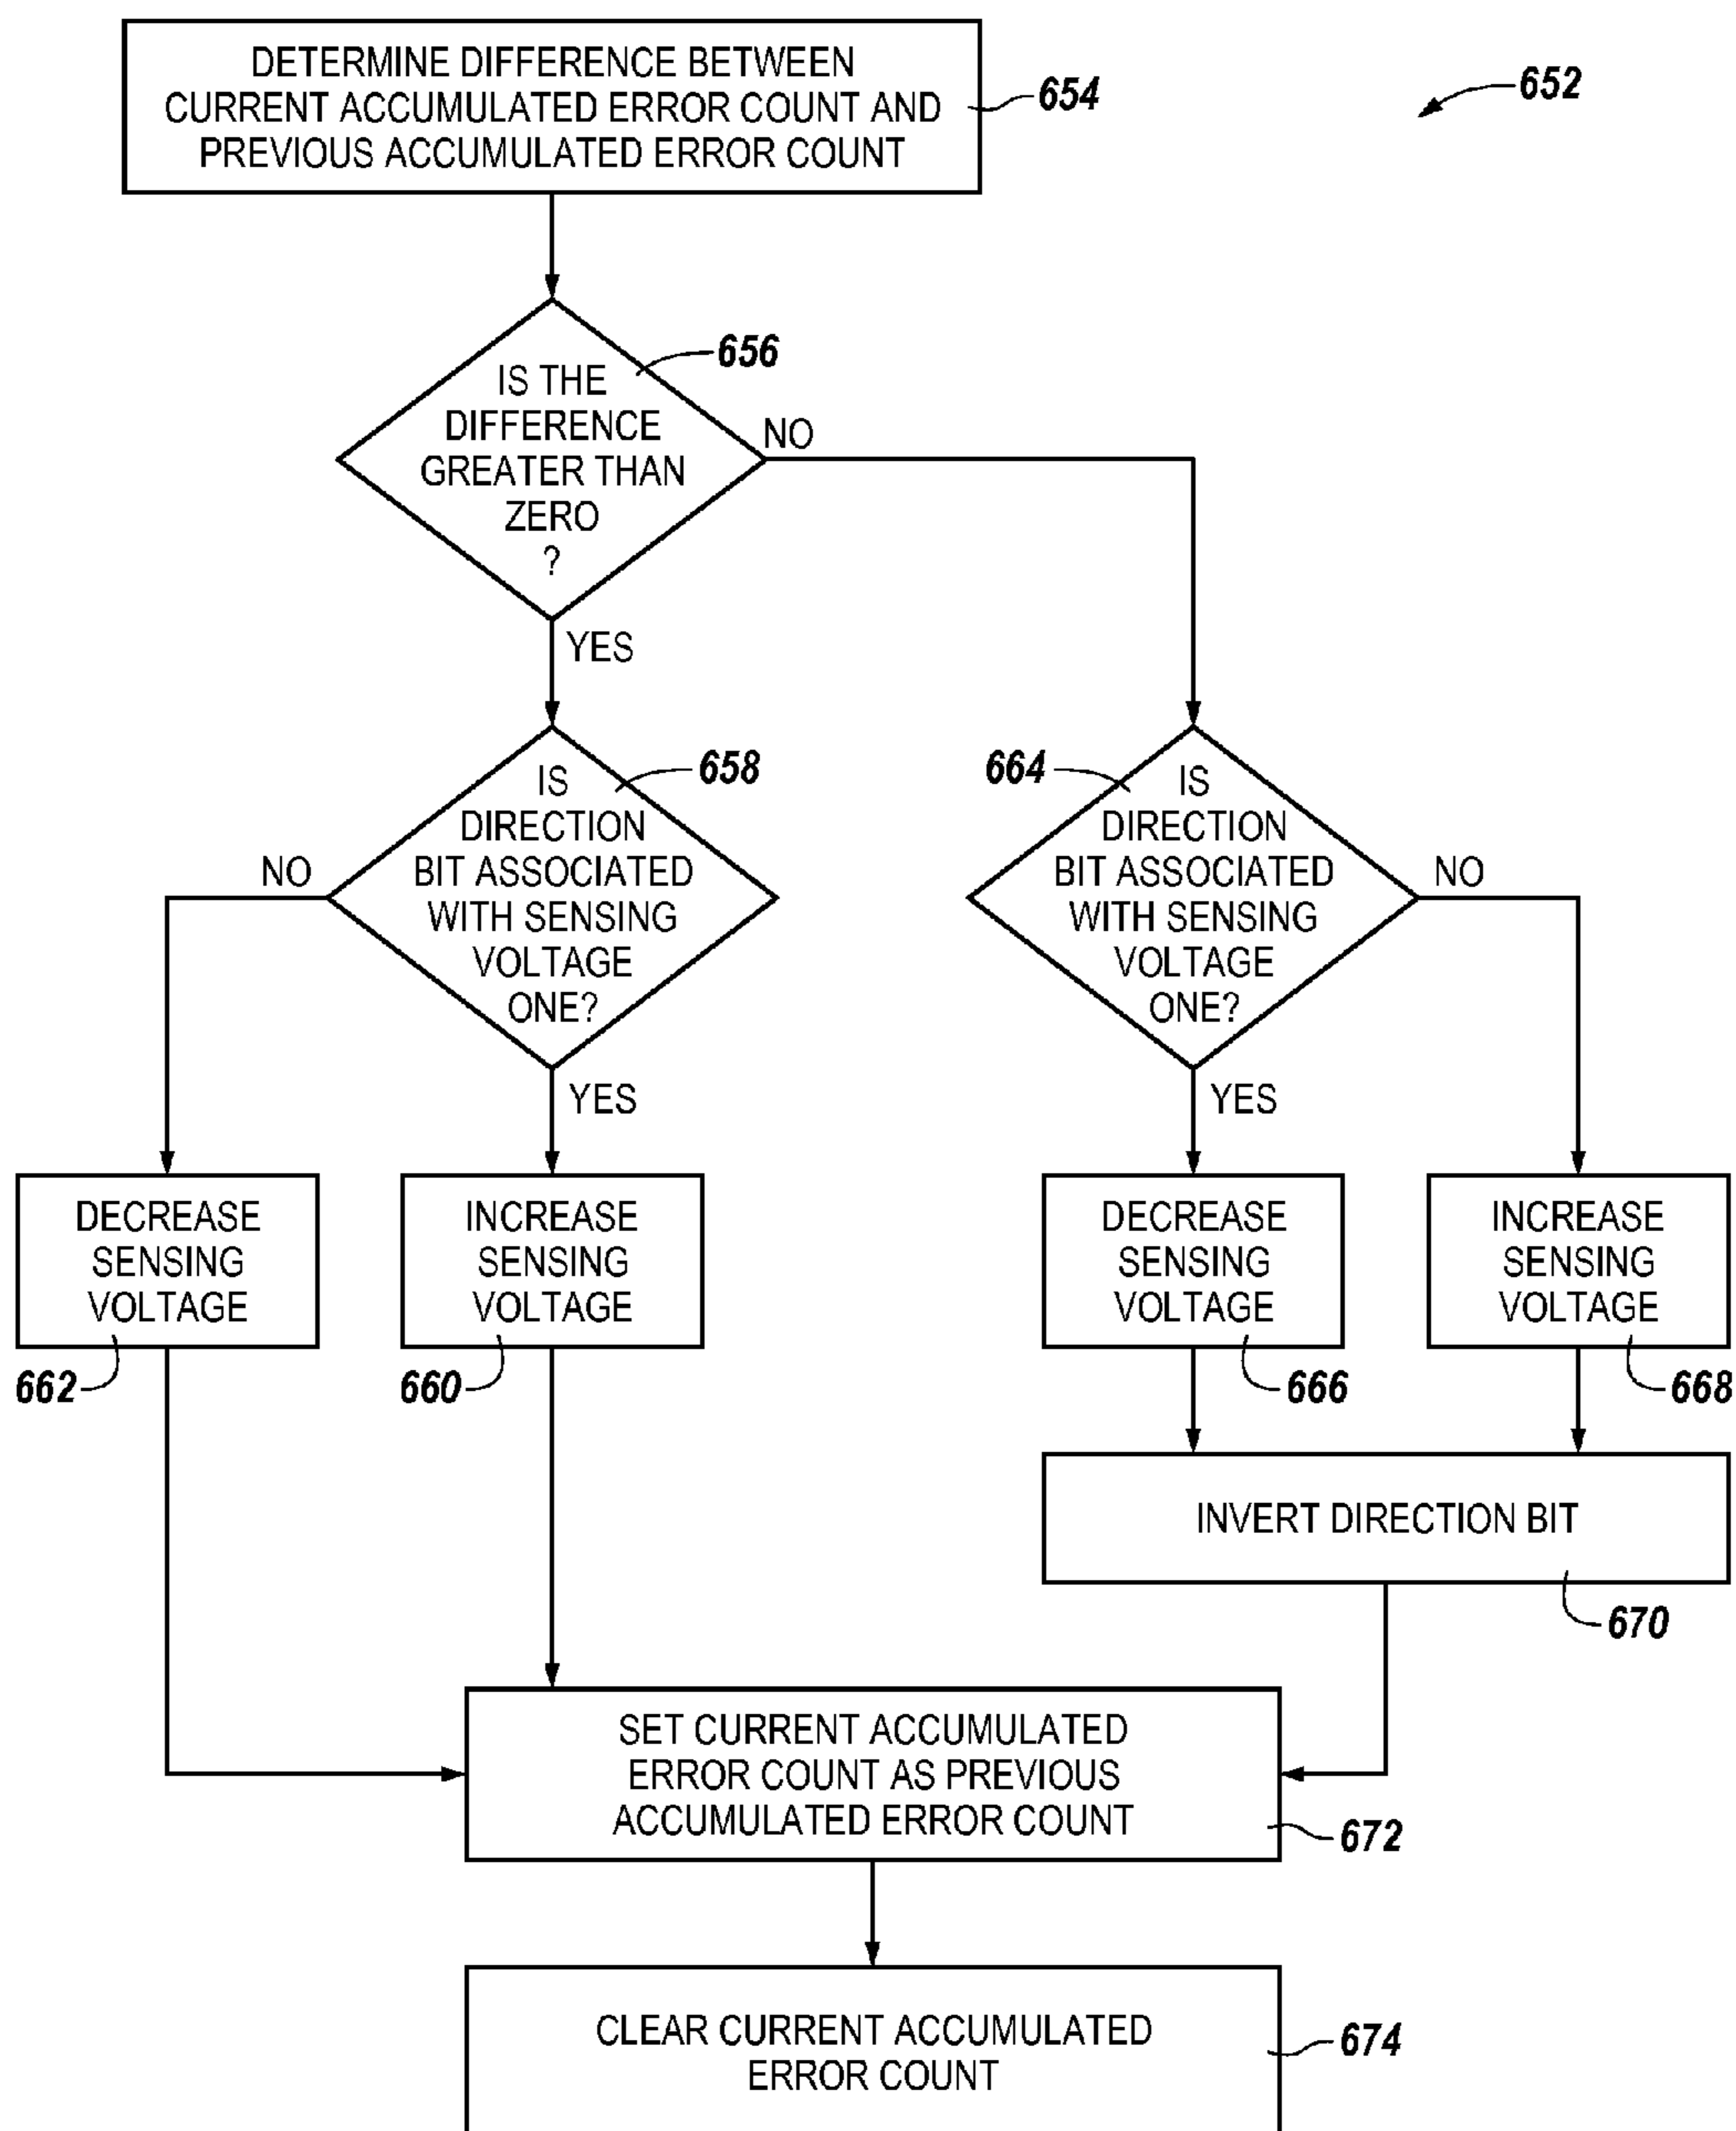 DETERMINE DIFFERENCE BETWEEN
CURRENT ACCUMULATED ERROR COUNT AND
PREVIOUS ACCUMULATED ERROR COUNT
654
652
IS THE
DIFFERENCE
GREATER THAN
ZERO
?
656
NO
YES
IS
DIRECTION
BIT ASSOCIATED
WITH SENSING
VOLTAGE
ONE?
658
NO
YES
664
IS
DIRECTION
BIT ASSOCIATED
WITH SENSING
VOLTAGE
ONE?
NO
YES
DECREASE
SENSING
VOLTAGE
662
INCREASE
SENSING
VOLTAGE
660
DECREASE
SENSING
VOLTAGE
666
INCREASE
SENSING
VOLTAGE
668
INVERT DIRECTION BIT
670
SET CURRENT ACCUMULATED
ERROR COUNT AS PREVIOUS
ACCUMULATED ERROR COUNT
672
CLEAR CURRENT ACCUMULATED
ERROR COUNT
674